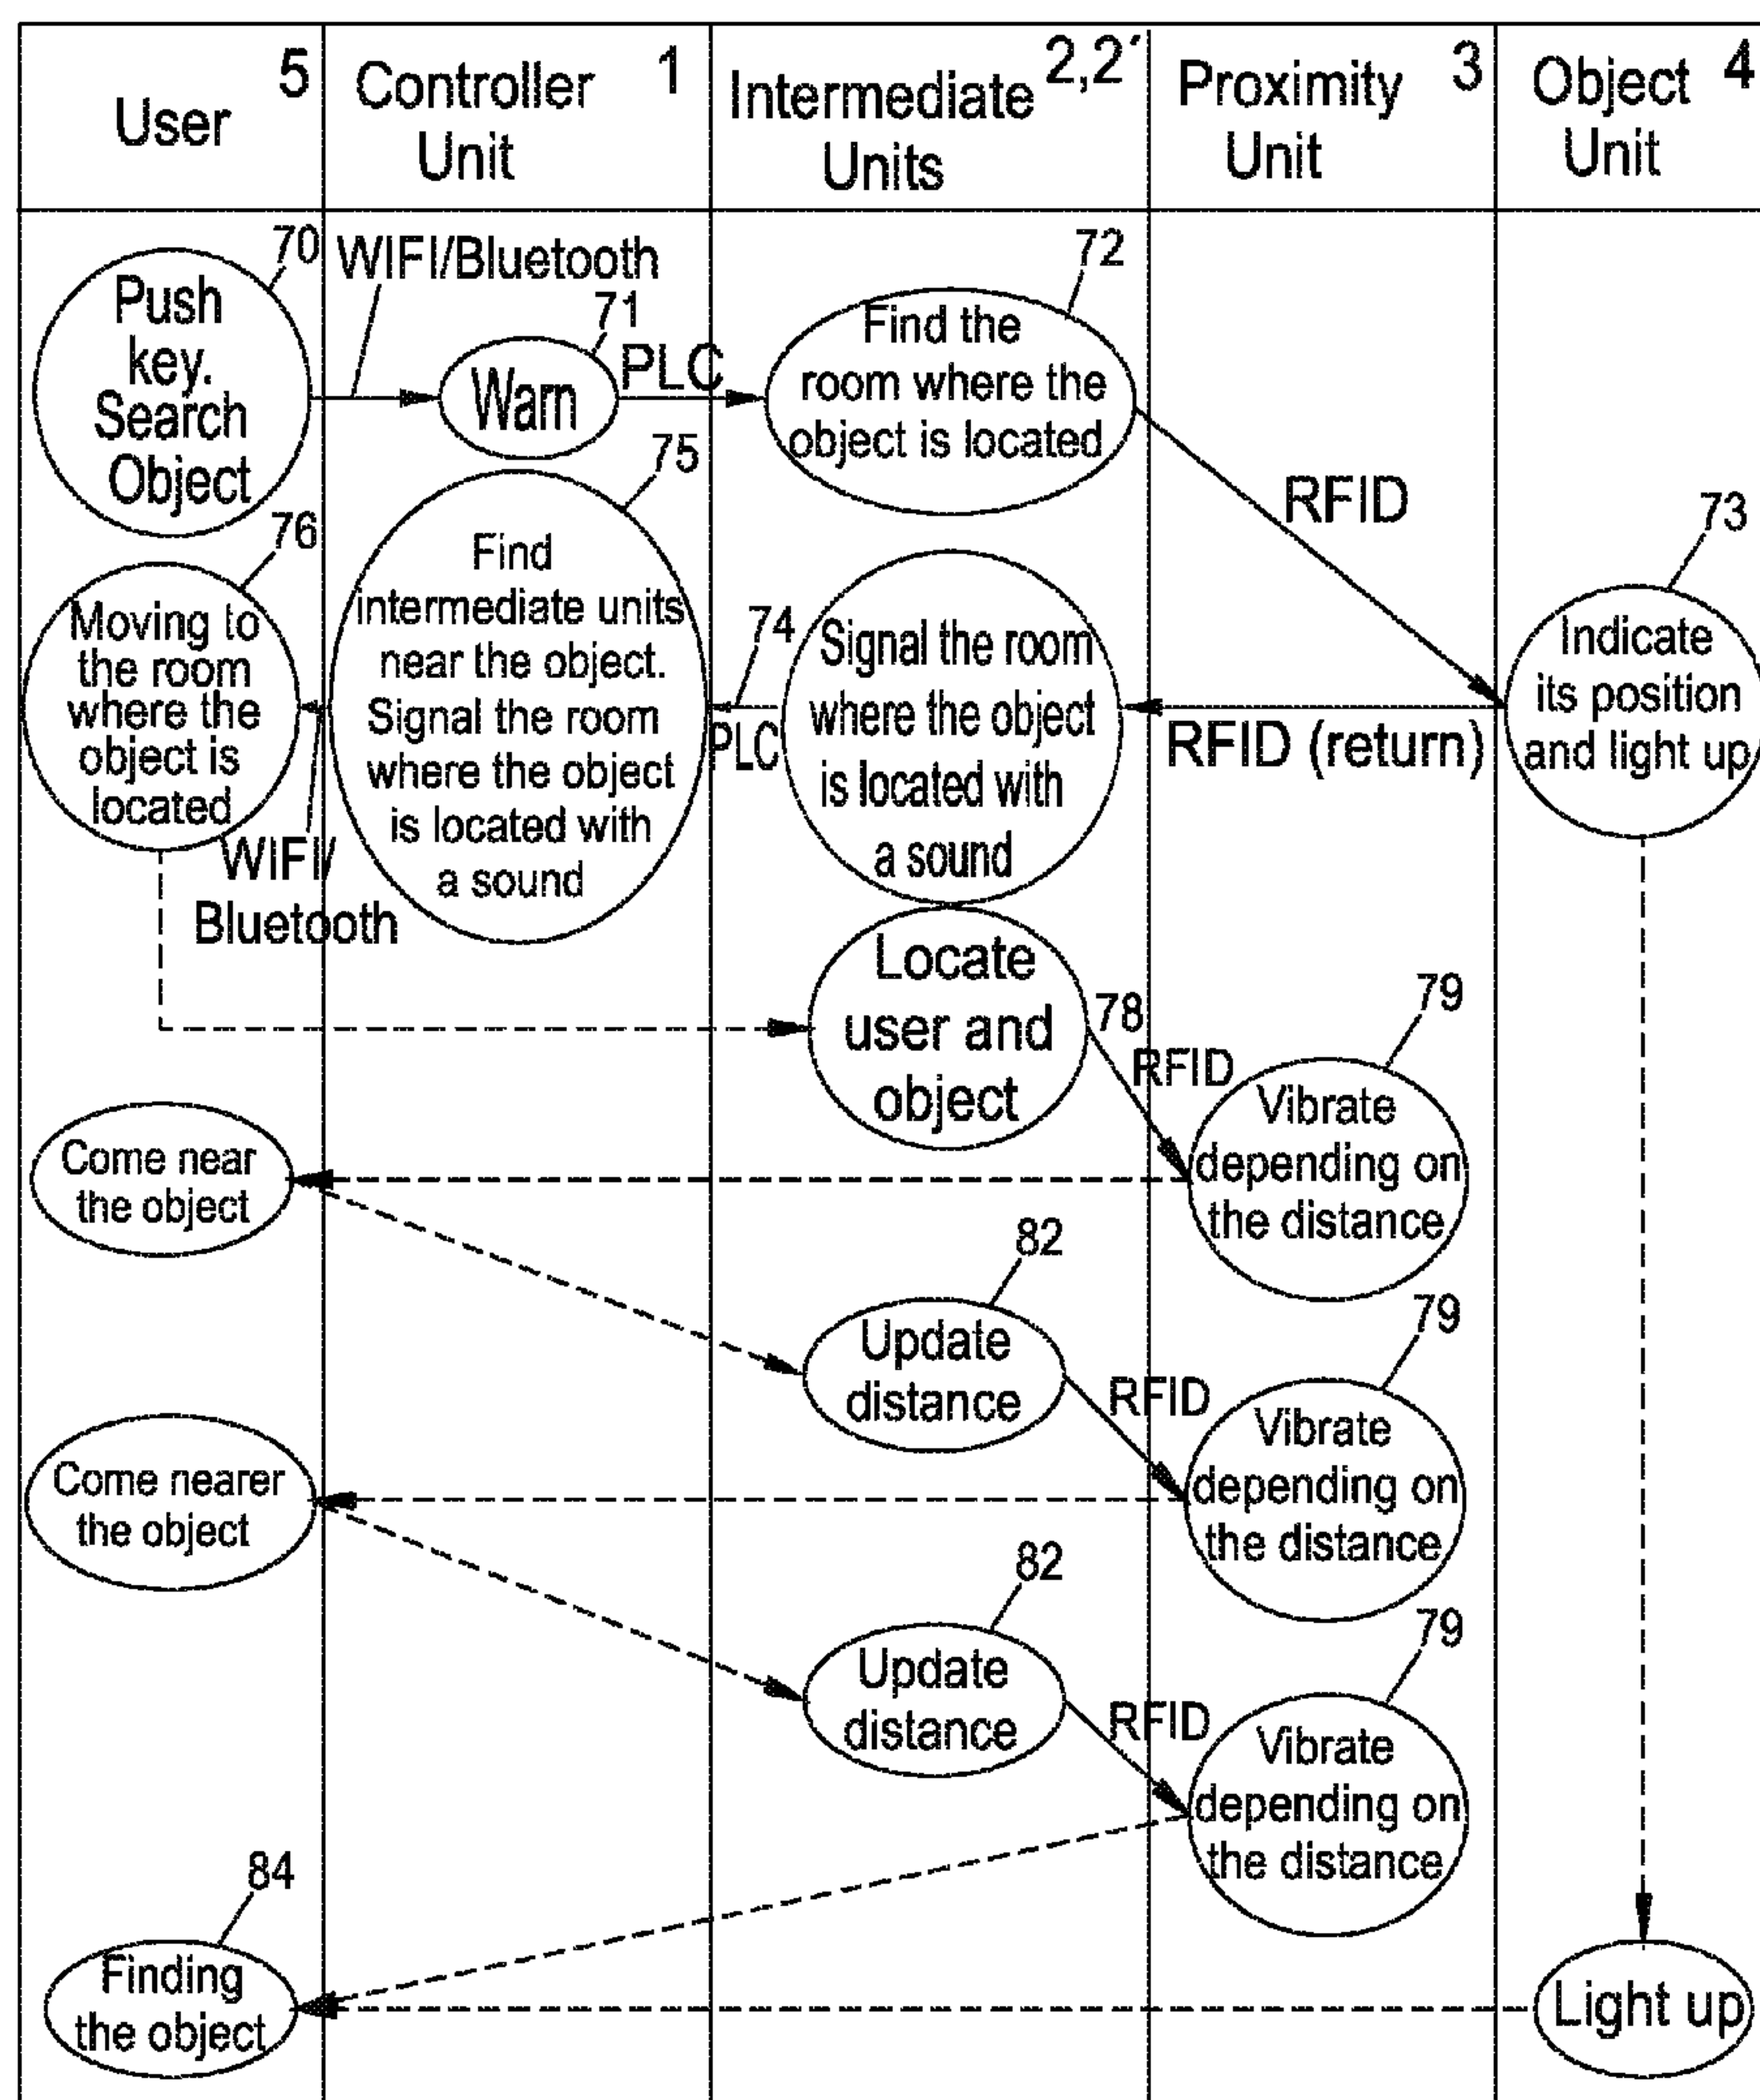 User 5
Controller 1
Unit
Intermediate 2,2´
Units
Proximity 3
Unit
Object 4
Unit
70
Push
key.
Search
Object
WIFI/Bluetooth
71
Warn
PLC
72
Find the
room where the
object is located
RFID
73
Indicate
its position
and light up
RFID (return)
Signal the room
where the object
is located with
a sound
74
PLC
75
Find
intermediate units
near the object.
Signal the room
where the object
is located with
a sound
WIFI/
Bluetooth
76
Moving to
the room
where the
object is
located
Locate
user and
object
78
RFID
79
Vibrate
depending on
the distance
Come near
the object
82
Update
distance
RFID
79
Vibrate
depending on
the distance
Come nearer
the object
82
Update
distance
RFID
79
Vibrate
depending on
the distance
84
Finding
the object
Light up